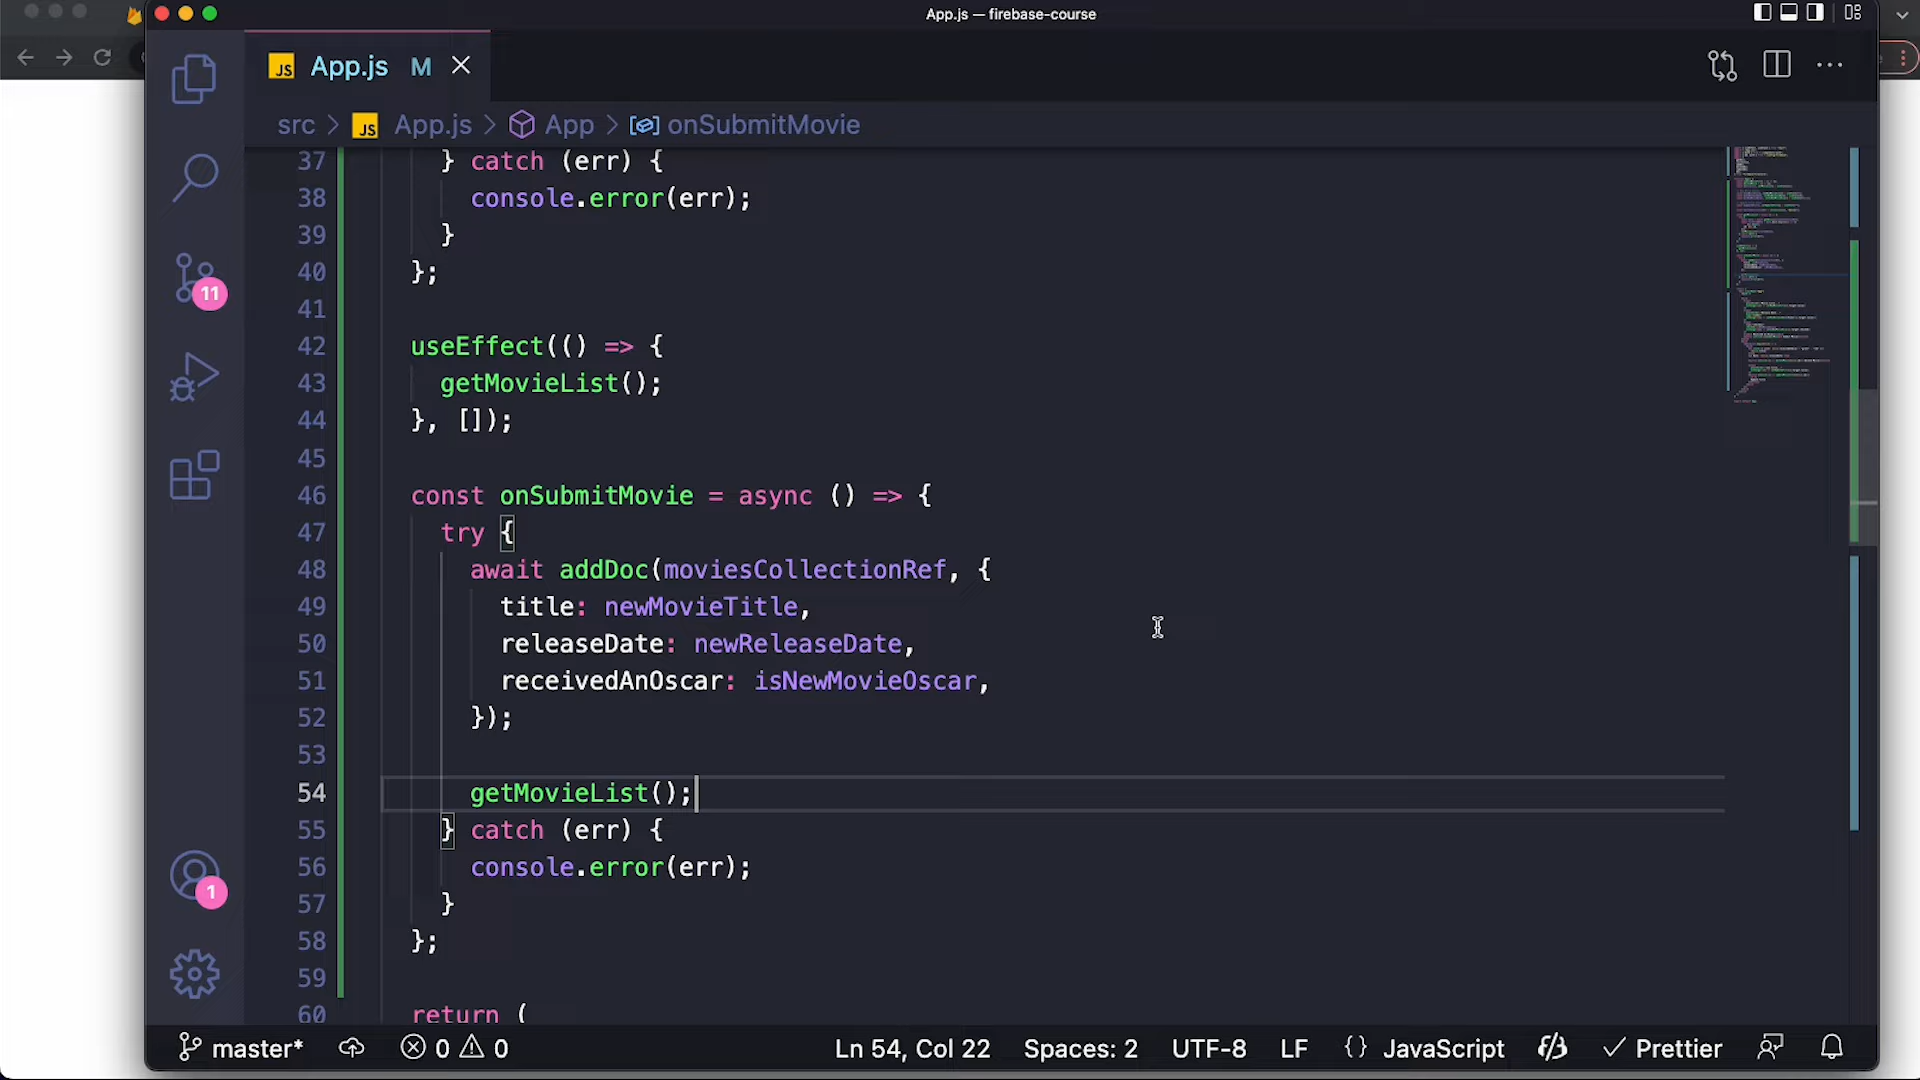 App.js — firebase-course
JS App.js M
src > JS App.js > App > onSubmitMovie
37 } catch (err) {
38 console.error(err);
39 }
40 };
41
42 useEffect(() => {
43 getMovieList();
44 }, []);
45
46 const onSubmitMovie = async () => {
47 try {
48 await addDoc(moviesCollectionRef, {
49 title: newMovieTitle,
50 releaseDate: newReleaseDate,
51 receivedAnOscar: isNewMovieOscar,
52 });
53
54 getMovieList();
55 } catch (err) {
56 console.error(err);
57 }
58 };
59
60 return (
11
1
master* 0 0 Ln 54, Col 22 Spaces: 2 UTF-8 LF {} JavaScript Prettier